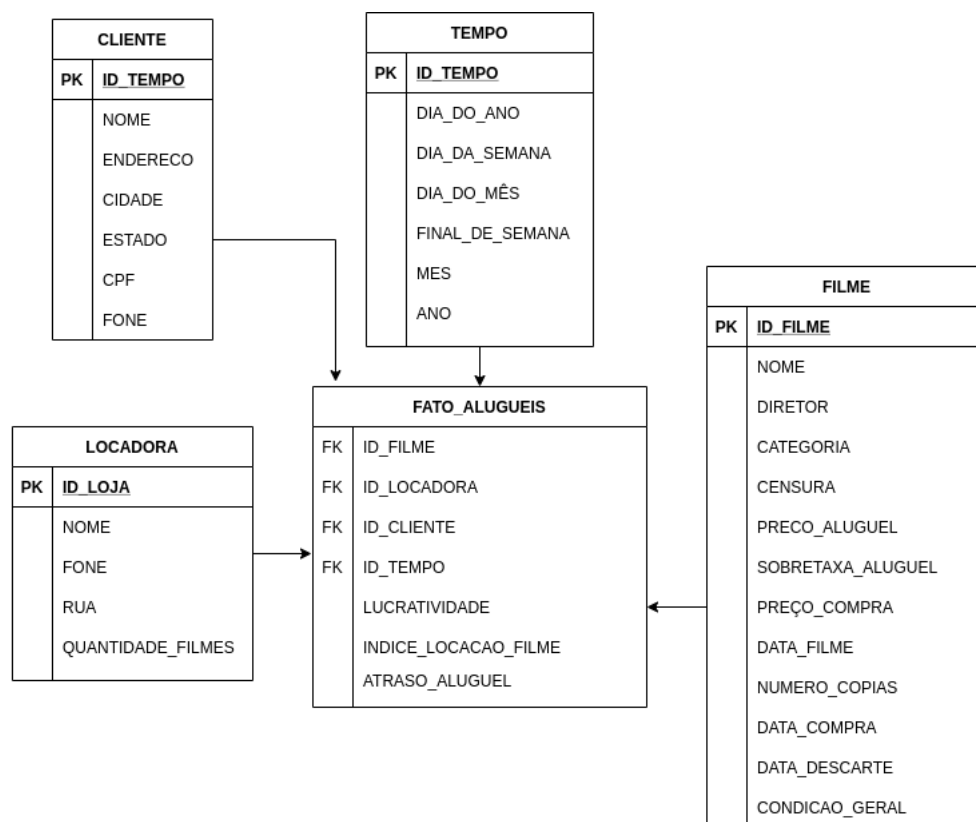 CLIENTE
PK ID_TEMPO
NOME
ENDERECO
CIDADE
ESTADO
CPF
FONE
TEMPO
PK ID_TEMPO
DIA_DO_ANO
DIA_DA_SEMANA
DIA_DO_MÊS
FINAL_DE_SEMANA
MES
ANO
LOCADORA
PK ID_LOJA
NOME
FONE
RUA
QUANTIDADE_FILMES
FATO_ALUGUEIS
FK ID_FILME
FK ID_LOCADORA
FK ID_CLIENTE
FK ID_TEMPO
LUCRATIVIDADE
INDICE_LOCACAO_FILME
ATRASO_ALUGUEL
FILME
PK ID_FILME
NOME
DIRETOR
CATEGORIA
CENSURA
PRECO_ALUGUEL
SOBRETAXA_ALUGUEL
PREÇO_COMPRA
DATA_FILME
NUMERO_COPIAS
DATA_COMPRA
DATA_DESCARTE
CONDICAO_GERAL